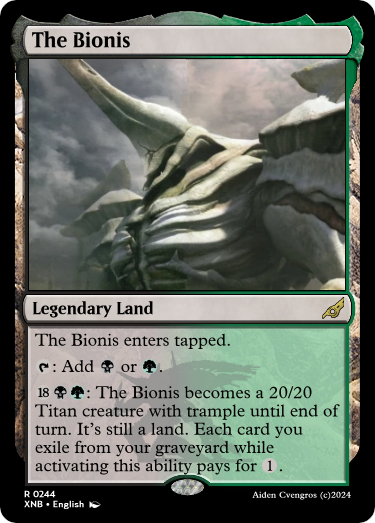 The Bionis
Legendary Land
The Bionis enters tapped.
: Add or .
18 : The Bionis becomes a 20/20
Titan creature with trample until end of
turn. It's still a land. Each card you
exile from your graveyard while
activating this ability pays for 1 .
R 0244
XNB • English
Aiden Cvengros (c)2024